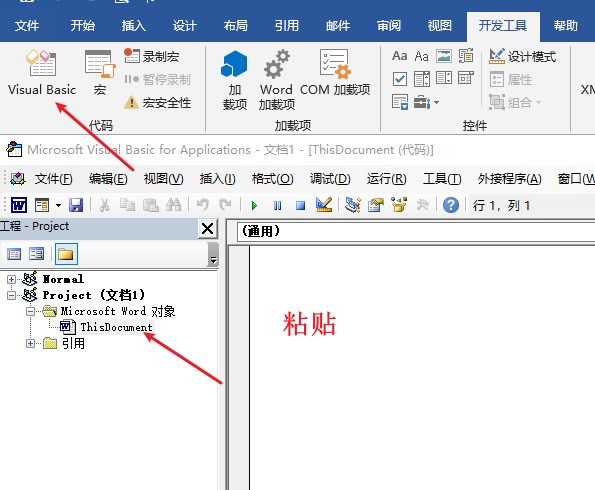 文件 开始 插入 设计 布局 引用 邮件 审阅 视图 开发工具 帮助
Visual Basic
宏
录制宏
暂停录制
宏安全性
代码
加
载项
Word
加载项
COM 加载项
加载项
Aa Aa
设计模式
属性
组合
控件
XM
Microsoft Visual Basic for Applications - 文档1 - [ThisDocument (代码)]
文件(F) 编辑(E) 视图(V) 插入(I) 格式(O) 调试(D) 运行(R) 工具(T) 外接程序(A) 窗口(W
行 1, 列 1
工程 - Project
(通用)
Normal
Project (文档1)
Microsoft Word 对象
ThisDocument
引用
粘贴